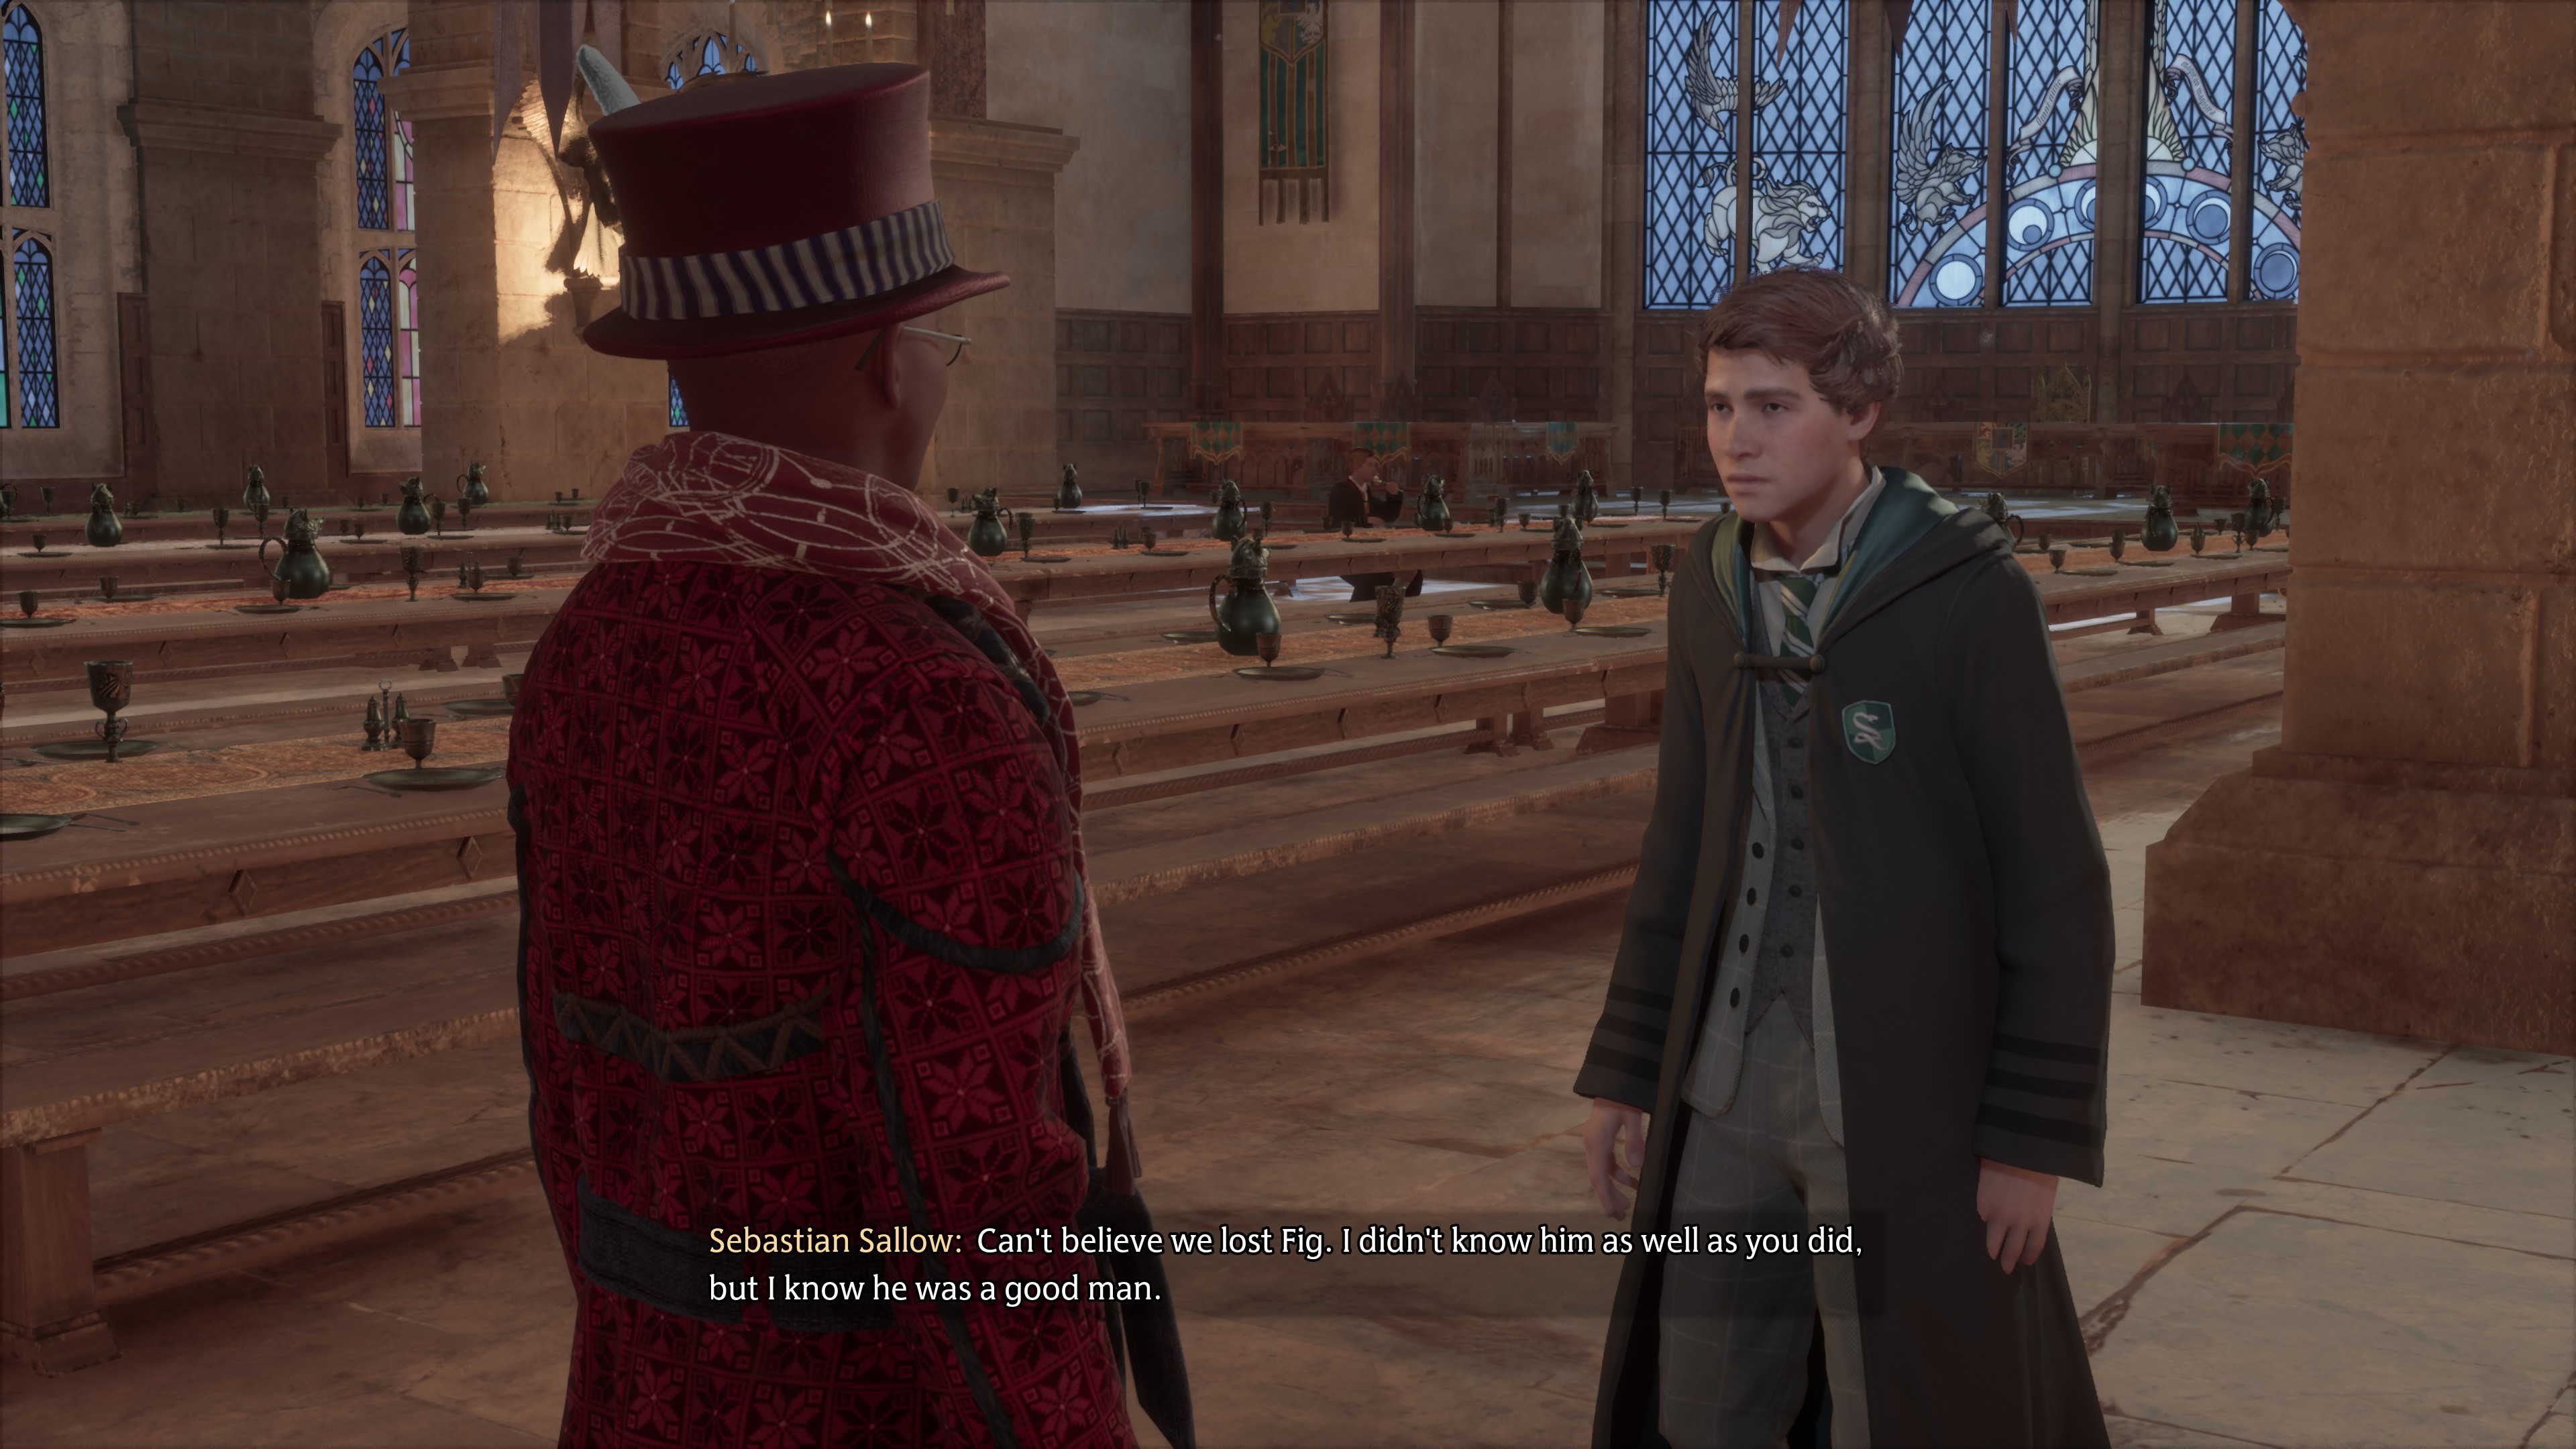 Sebastian Sallow: Can't believe we lost Fig. I didn't know him as well as you did,
but I know he was a good man.